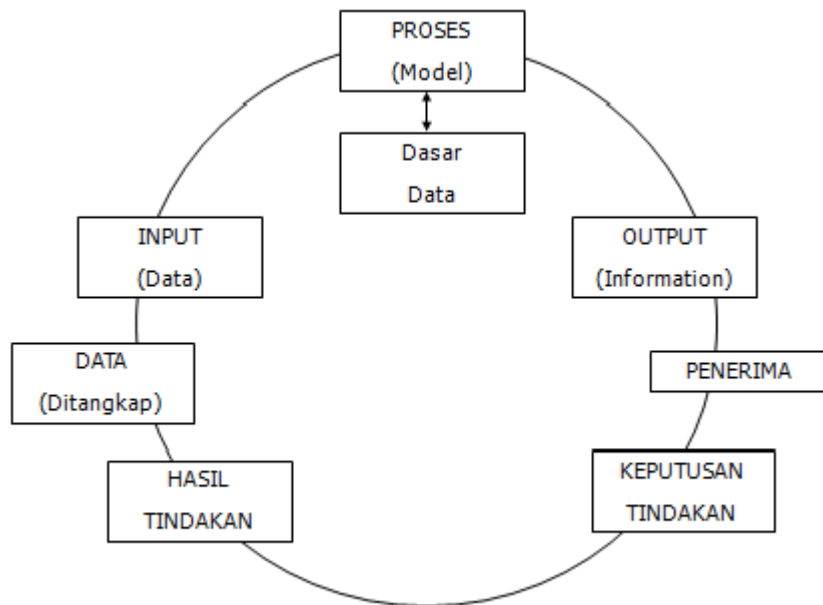 PROSES
(Model)
Dasar
Data
INPUT
(Data)
OUTPUT
(Information)
DATA
(Ditangkap)
PENERIMA
HASIL
TINDAKAN
KEPUTUSAN
TINDAKAN